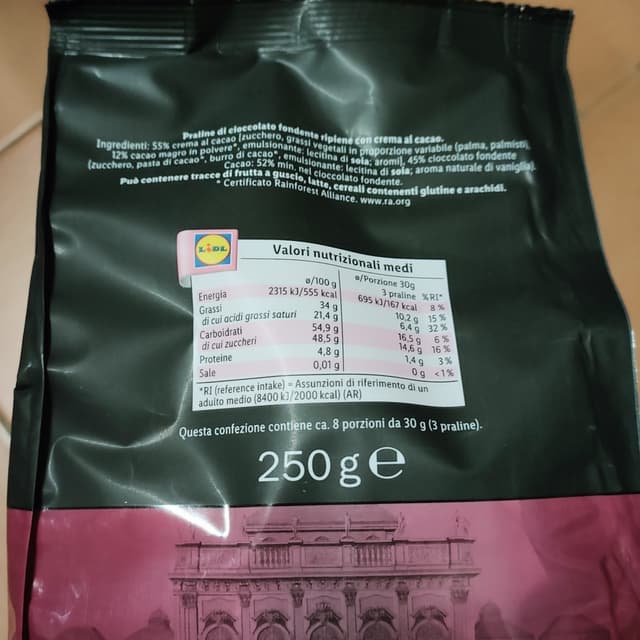 Praline di cioccolato fondente ripiene con crema al cacao.
Ingredienti: 55% crema al cacao [zucchero, grassi vegetali in proporzione variabile (palma, palmisti),
12% cacao magro in polvere*, emulsionante: lecitina di soia; aromi], 45% cioccolato fondente
(zucchero, pasta di cacao*, burro di cacao*, emulsionante: lecitina di soia; aroma naturale di vaniglia).
Cacao: 52% min. nel cioccolato fondente.
Può contenere tracce di frutta a guscio, latte, cereali contenenti glutine e arachidi.
* Certificato Rainforest Alliance. www.ra.org
LIDL
Valori nutrizionali medi
ø/100 g ø/Porzione 30g
3 praline %RI*
Energia 2315 kJ/555 kcal 695 kJ/167 kcal 8 %
Grassi 34 g 10,2 g 15 %
di cui acidi grassi saturi 21,4 g 6,4 g 32 %
Carboidrati 54,9 g 16,5 g 6 %
di cui zuccheri 48,5 g 14,6 g 16 %
Proteine 4,8 g 1,4 g 3 %
Sale 0,01 g 0 g <1 %
*RI (reference intake) = Assunzioni di riferimento di un
adulto medio (8400 kJ/2000 kcal) (AR)
Questa confezione contiene ca. 8 porzioni da 30 g (3 praline).
250 g e